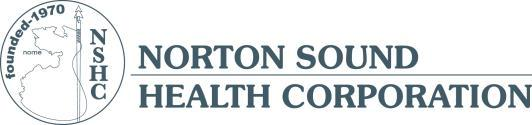 founded-1970
nome
NSHC
NORTON SOUND
HEALTH CORPORATION